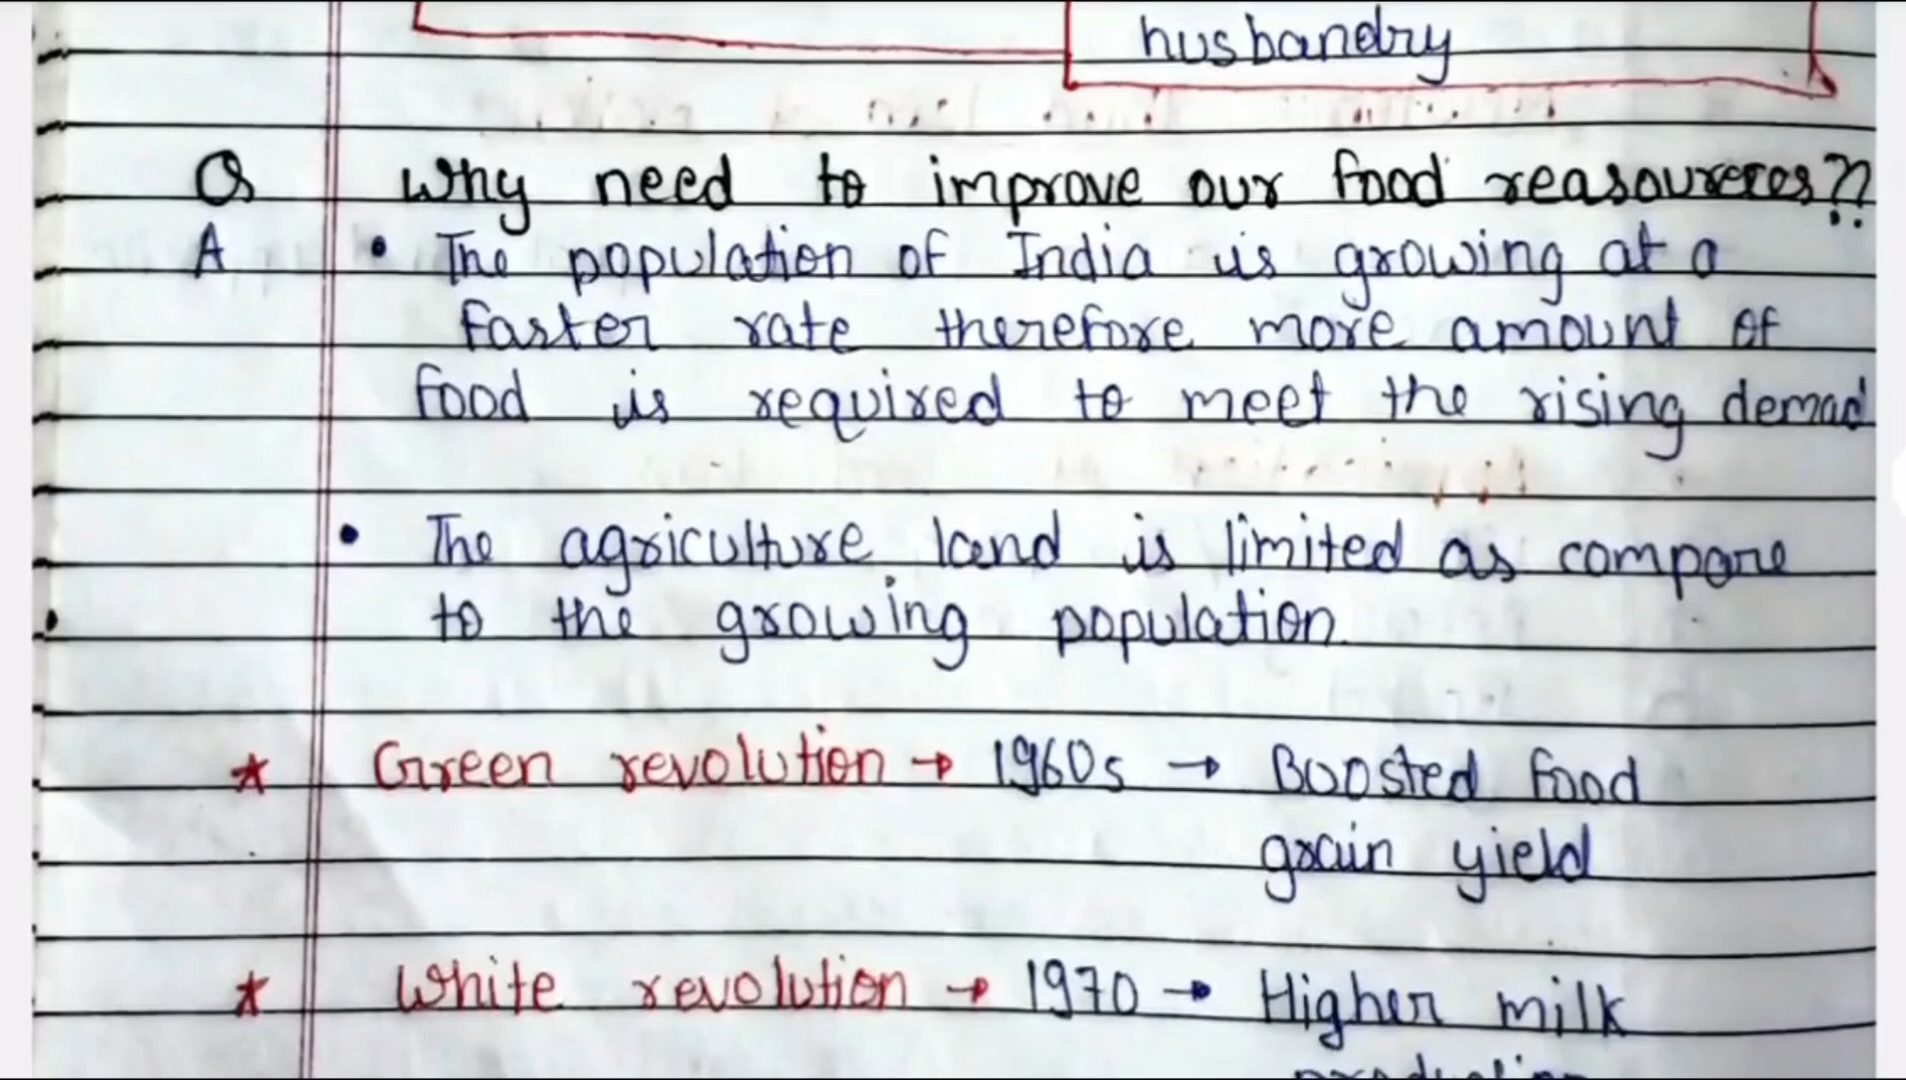 husbandry
Q Why need to improve our food reasoureces??
A • The population of India is growing at a
faster rate therefore more amount of
food is required to meet the rising demad
• The agriculture land is limited as compare
to the growing population.
* Green revolution → 1960s → Boosted food
grain yield
* White revolution → 1970 → Higher milk